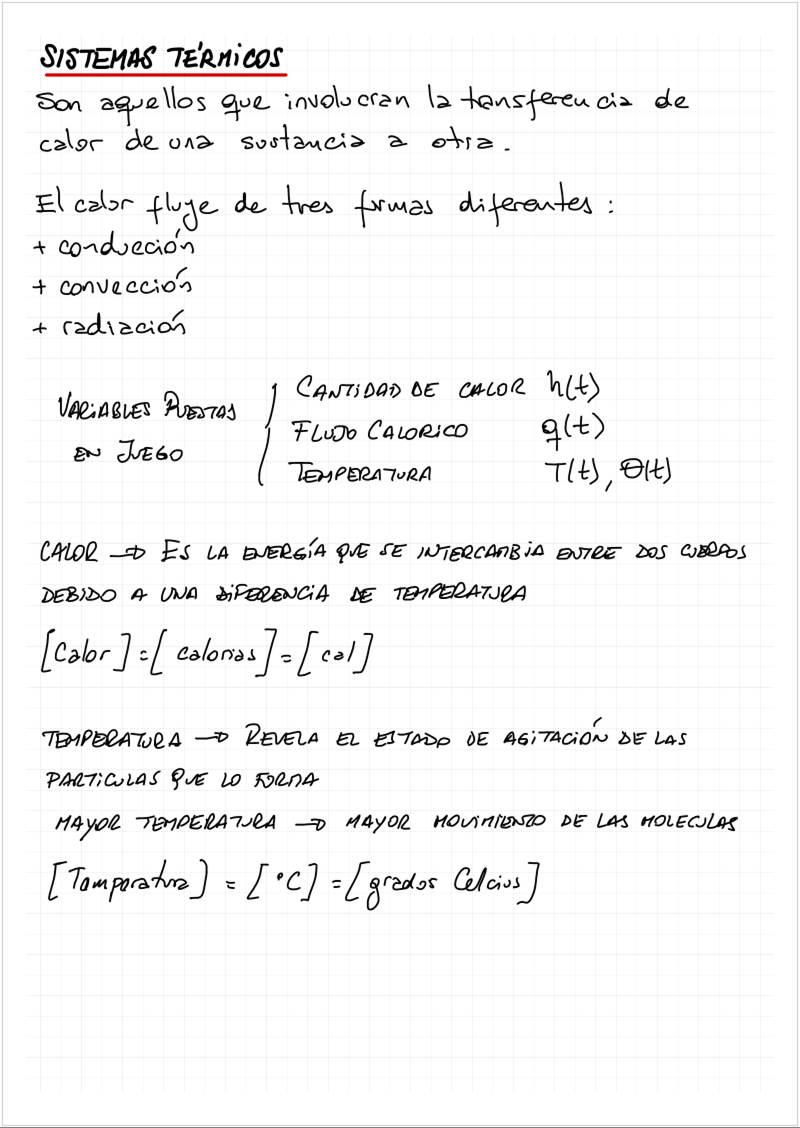 SISTEMAS TÉRMICOS
Son aquellos que involucran la transferencia de
calor de una sustancia a otra.
El calor fluye de tres formas diferentes:
+ conducción
+ convección
+ radiación
VARIABLES PUESTAS EN JUEGO
CANTIDAD DE CALOR h(t)
FLUJO CALORICO q(t)
TEMPERATURA T(t), θ(t)
CALOR → ES LA ENERGÍA QUE SE INTERCAMBIA ENTRE DOS CUERPOS
DEBIDO A UNA DIFERENCIA DE TEMPERATURA
[Calor] = [calorias] = [cal]
TEMPERATURA → REVELA EL ESTADO DE AGITACIÓN DE LAS
PARTICULAS QUE LO FORMA
MAYOR TEMPERATURA → MAYOR MOVIMIENTO DE LAS MOLECULAS
[Temperatura] = [°C] = [grados Celcius]